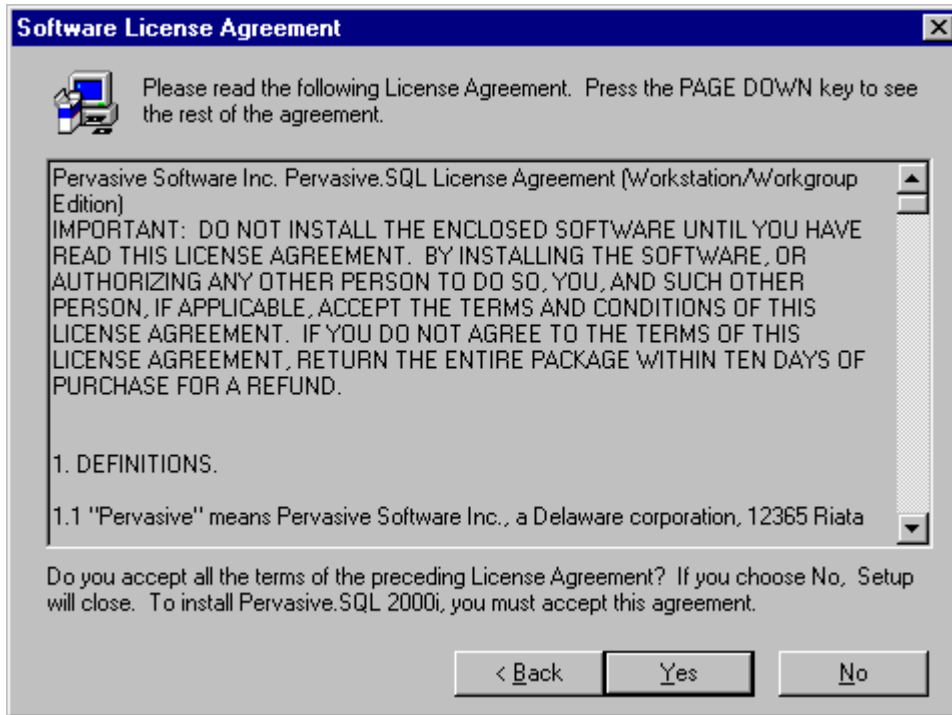 Software License Agreement
Please read the following License Agreement.  Press the PAGE DOWN key to see
the rest of the agreement.
Pervasive Software Inc. Pervasive.SQL License Agreement (Workstation/Workgroup
Edition)
IMPORTANT:  DO NOT INSTALL THE ENCLOSED SOFTWARE UNTIL YOU HAVE
READ THIS LICENSE AGREEMENT.  BY INSTALLING THE SOFTWARE, OR
AUTHORIZING ANY OTHER PERSON TO DO SO, YOU, AND SUCH OTHER
PERSON, IF APPLICABLE, ACCEPT THE TERMS AND CONDITIONS OF THIS
LICENSE AGREEMENT.  IF YOU DO NOT AGREE TO THE TERMS OF THIS
LICENSE AGREEMENT, RETURN THE ENTIRE PACKAGE WITHIN TEN DAYS OF
PURCHASE FOR A REFUND.
1. DEFINITIONS.
1.1 "Pervasive" means Pervasive Software Inc., a Delaware corporation, 12365 Riata
Do you accept all the terms of the preceding License Agreement?  If you choose No,  Setup
will close.  To install Pervasive.SQL 2000i, you must accept this agreement.
< Back
Yes
No